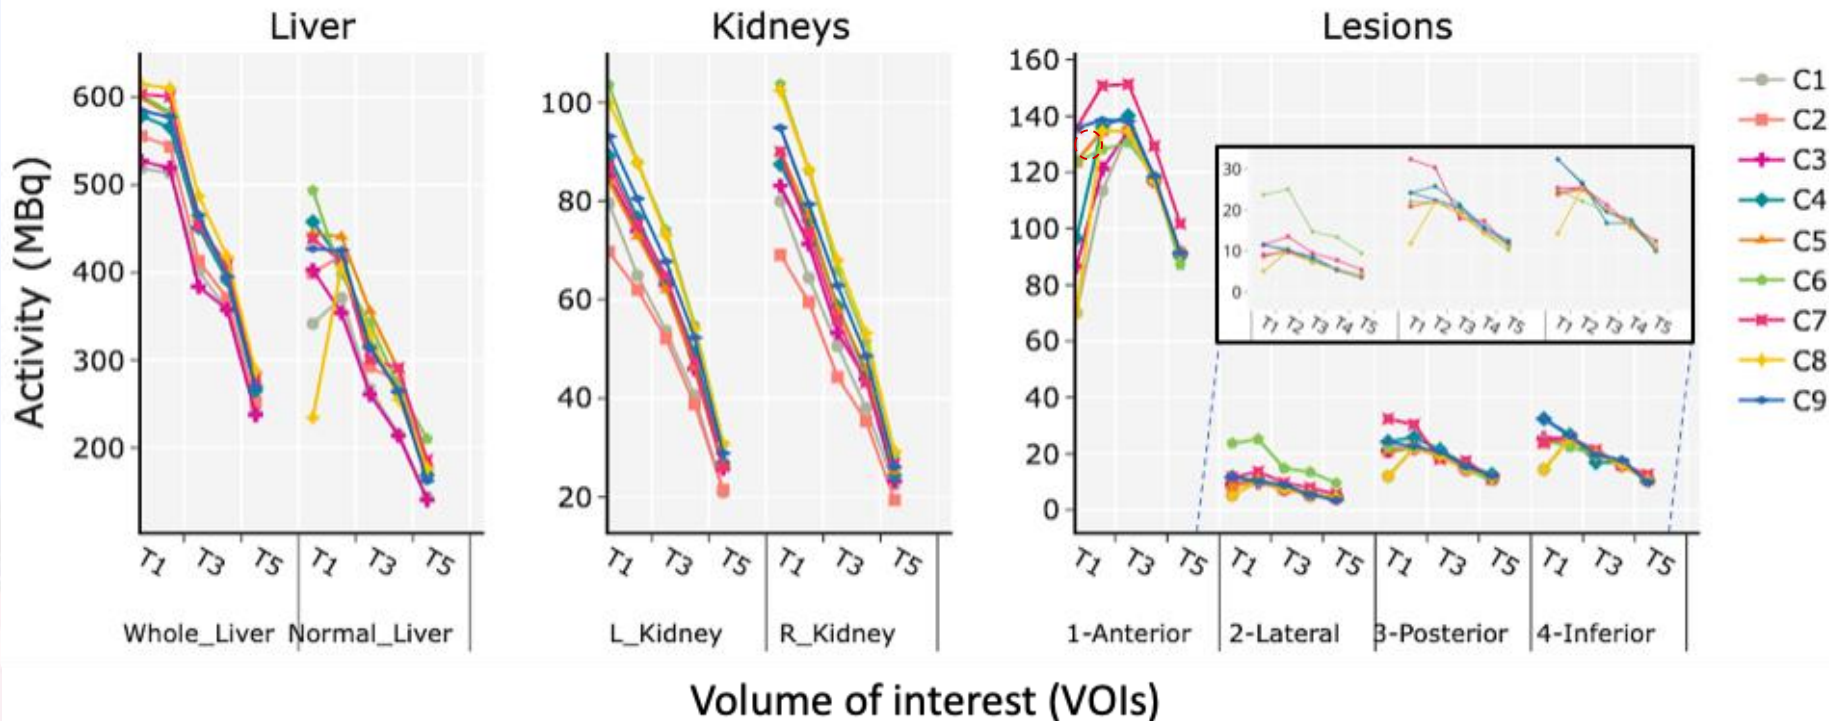 Liver
Kidneys
Lesions
Activity (MBq)
600
500
400
300
200
T1 T3 T5 T1 T3 T5
Whole_Liver Normal_Liver
100
80
60
40
20
T1 T3 T5 T1 T3 T5
L_Kidney R_Kidney
160
140
120
100
80
60
40
20
0
T1 T3 T5 T1 T3 T5 T1 T3 T5 T1 T3 T5
1-Anterior 2-Lateral 3-Posterior 4-Inferior
30
20
10
0
T1 T2 T3 T4 T5 T1 T2 T3 T4 T5 T1 T2 T3 T4 T5
C1
C2
C3
C4
C5
C6
C7
C8
C9
Volume of interest (VOIs)